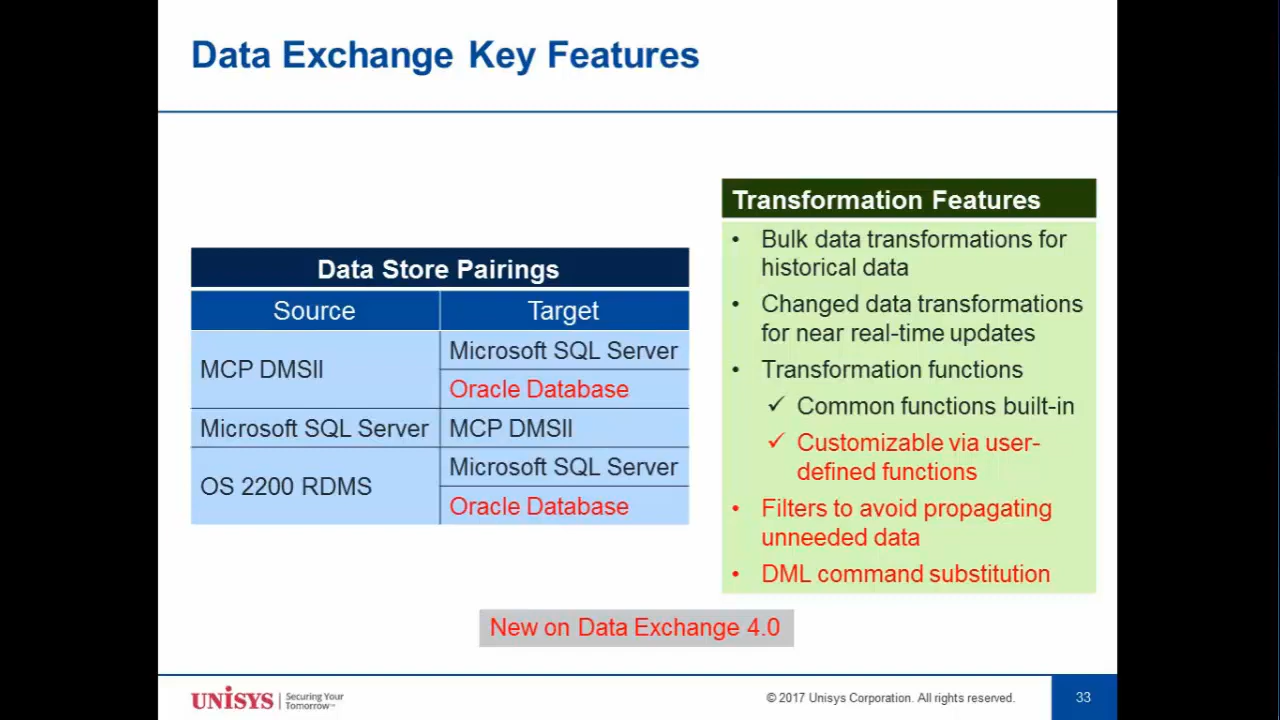 Data Exchange Key Features
Data Store Pairings
Source Target
MCP DMSII
Microsoft SQL Server
Oracle Database
Microsoft SQL Server MCP DMSII
OS 2200 RDMS
Microsoft SQL Server
Oracle Database
Transformation Features
• Bulk data transformations for
historical data
• Changed data transformations
for near real-time updates
• Transformation functions
✓ Common functions built-in
✓ Customizable via user-
defined functions
• Filters to avoid propagating
unneeded data
• DML command substitution
New on Data Exchange 4.0
UNISYS | Securing Your
Tomorrow™
© 2017 Unisys Corporation. All rights reserved.
33